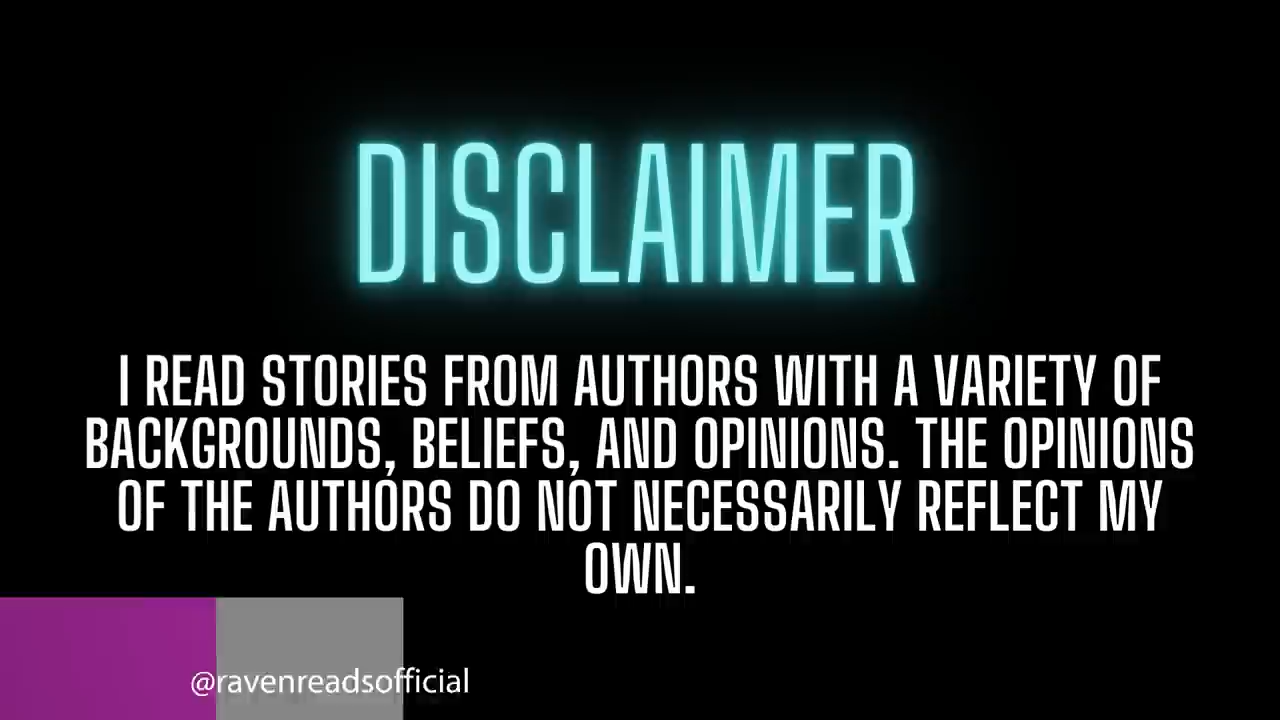 DISCLAIMER
I READ STORIES FROM AUTHORS WITH A VARIETY OF
BACKGROUNDS, BELIEFS, AND OPINIONS. THE OPINIONS
OF THE AUTHORS DO NOT NECESSARILY REFLECT MY
OWN.
@ravenreadsofficial